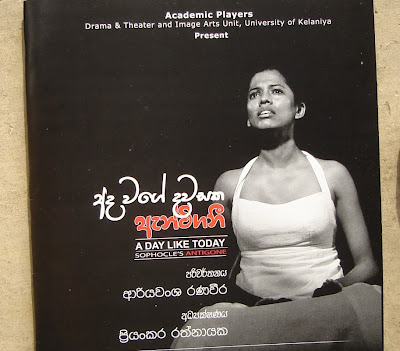 Academic Players
Drama & Theater and Image Arts Unit, University of Kelaniya
Present
අද වගේ දවසක
ඇන්ටිගනී
A DAY LIKE TODAY
SOPHOCLE'S ANTIGONE
පරිවර්තනය
ආරියවංශ රණවීර
අධ්‍යක්ෂණය
ප්‍රියංකර රත්නායක